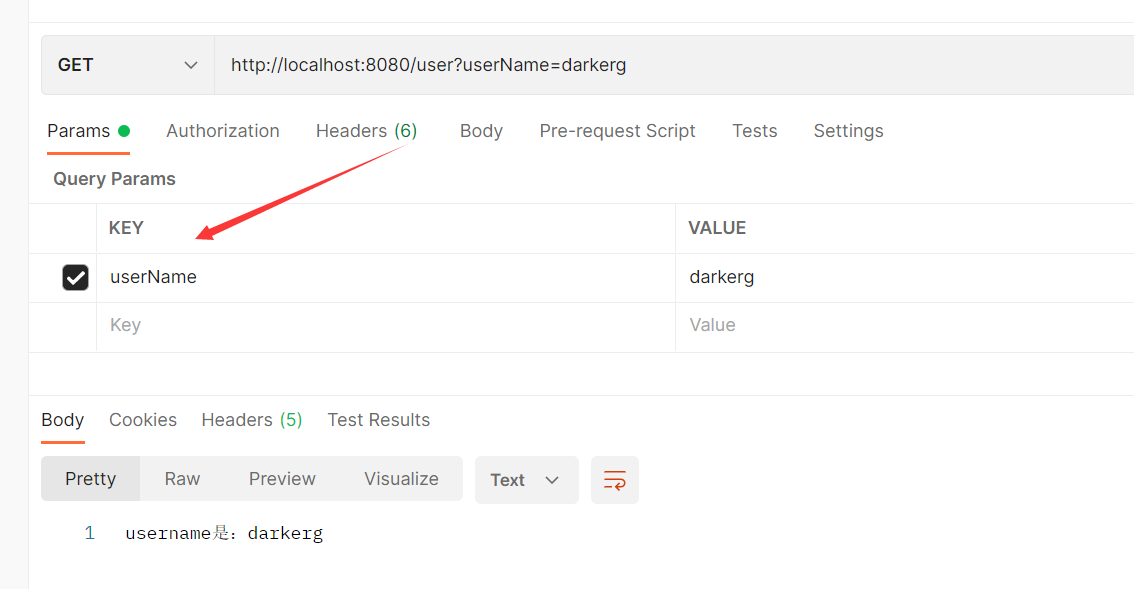 GET http://localhost:8080/user?userName=darkerg
Params Authorization Headers (6) Body Pre-request Script Tests Settings
Query Params
KEY VALUE
userName darkerg
Key Value
Body Cookies Headers (5) Test Results
Pretty Raw Preview Visualize Text
1 username是：darkerg